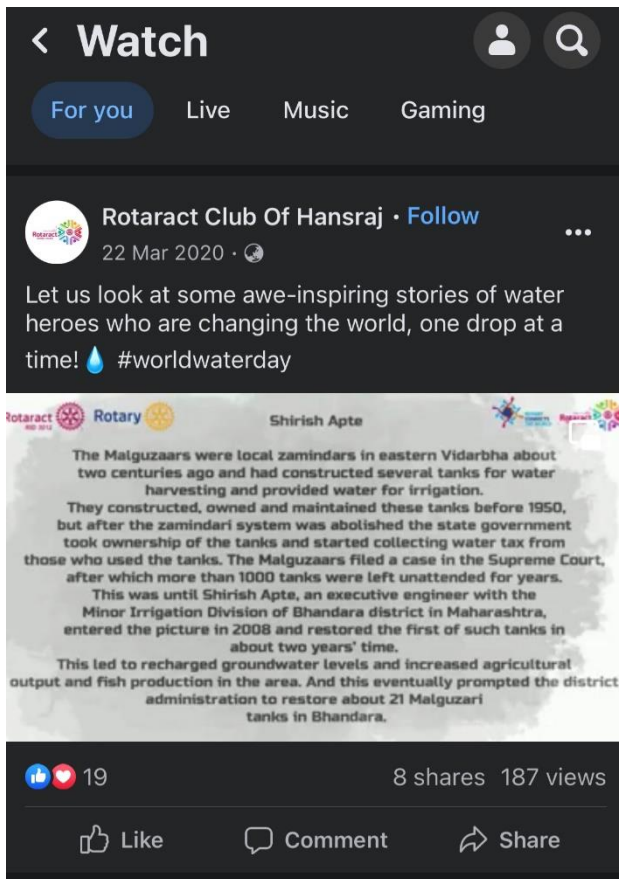 Watch
For you Live Music Gaming
Rotaract Club Of Hansraj · Follow
22 Mar 2020 ·
Let us look at some awe-inspiring stories of water
heroes who are changing the world, one drop at a
time!💧 #worldwaterday
Rotaract Rotary
Shirish Apte
The Malguzaars were local zamindars in eastern Vidarbha about
two centuries ago and had constructed several tanks for water
harvesting and provided water for irrigation.
They constructed, owned and maintained these tanks before 1950,
but after the zamindari system was abolished the state government
took ownership of the tanks and started collecting water tax from
those who used the tanks. The Malguzaars filed a case in the Supreme Court,
after which more than 1000 tanks were left unattended for years.
This was until Shirish Apte, an executive engineer with the
Minor Irrigation Division of Bhandara district in Maharashtra,
entered the picture in 2008 and restored the first of such tanks in
about two years' time.
This led to recharged groundwater levels and increased agricultural
output and fish production in the area. And this eventually prompted the district
administration to restore about 21 Malguzari
tanks in Bhandara.
19 8 shares 187 views
Like Comment Share